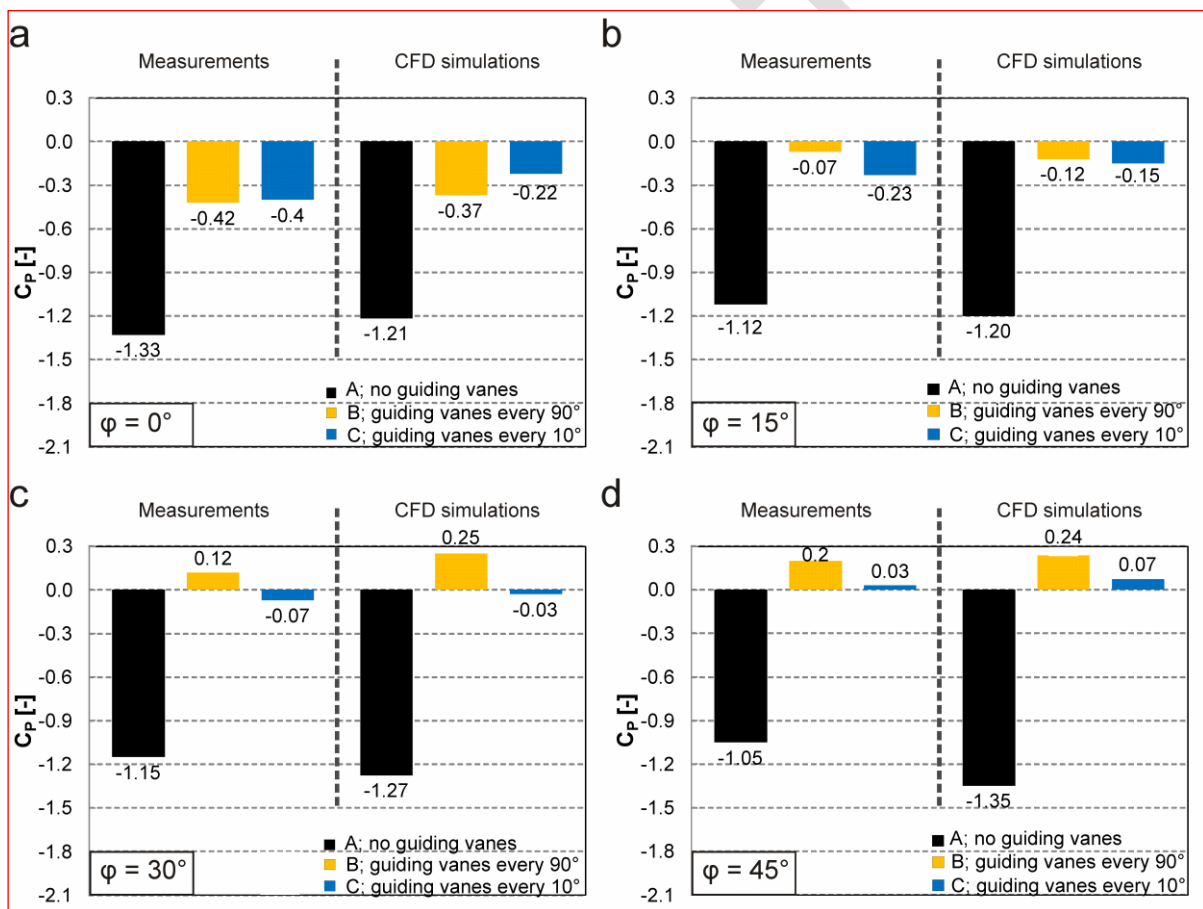 a
Measurements CFD simulations
0.3
0.0
-0.3
-0.6
-0.9
-1.2
-1.5
-1.8
-2.1
CP [-]
-1.33
-0.42
-0.4
-1.21
-0.37
-0.22
A; no guiding vanes
B; guiding vanes every 90°
C; guiding vanes every 10°
φ = 0°
b
Measurements CFD simulations
0.3
0.0
-0.3
-0.6
-0.9
-1.2
-1.5
-1.8
-2.1
CP [-]
-1.12
-0.07
-0.23
-1.20
-0.12
-0.15
A; no guiding vanes
B; guiding vanes every 90°
C; guiding vanes every 10°
φ = 15°
c
Measurements CFD simulations
0.3
0.0
-0.3
-0.6
-0.9
-1.2
-1.5
-1.8
-2.1
CP [-]
-1.15
0.12
-0.07
-1.27
0.25
-0.03
A; no guiding vanes
B; guiding vanes every 90°
C; guiding vanes every 10°
φ = 30°
d
Measurements CFD simulations
0.3
0.0
-0.3
-0.6
-0.9
-1.2
-1.5
-1.8
-2.1
CP [-]
-1.05
0.2
0.03
-1.35
0.24
0.07
A; no guiding vanes
B; guiding vanes every 90°
C; guiding vanes every 10°
φ = 45°